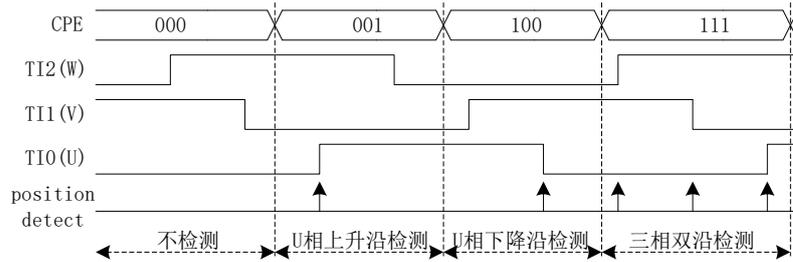 CPE 000 001 100 111
TI2(W)
TI1(V)
TI0(U)
position
detect
不检测 U相上升沿检测 U相下降沿检测 三相双沿检测